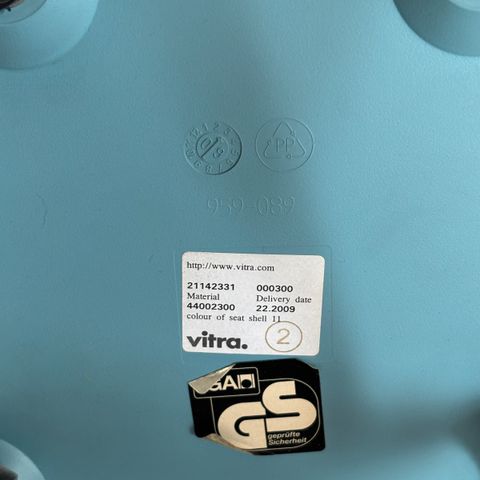 PP
959-089
http://www.vitra.com
21142331 000300
Material Delivery date
44002300 22.2009
colour of seat shell 11
vitra. 2
GS
geprüfte
Sicherheit